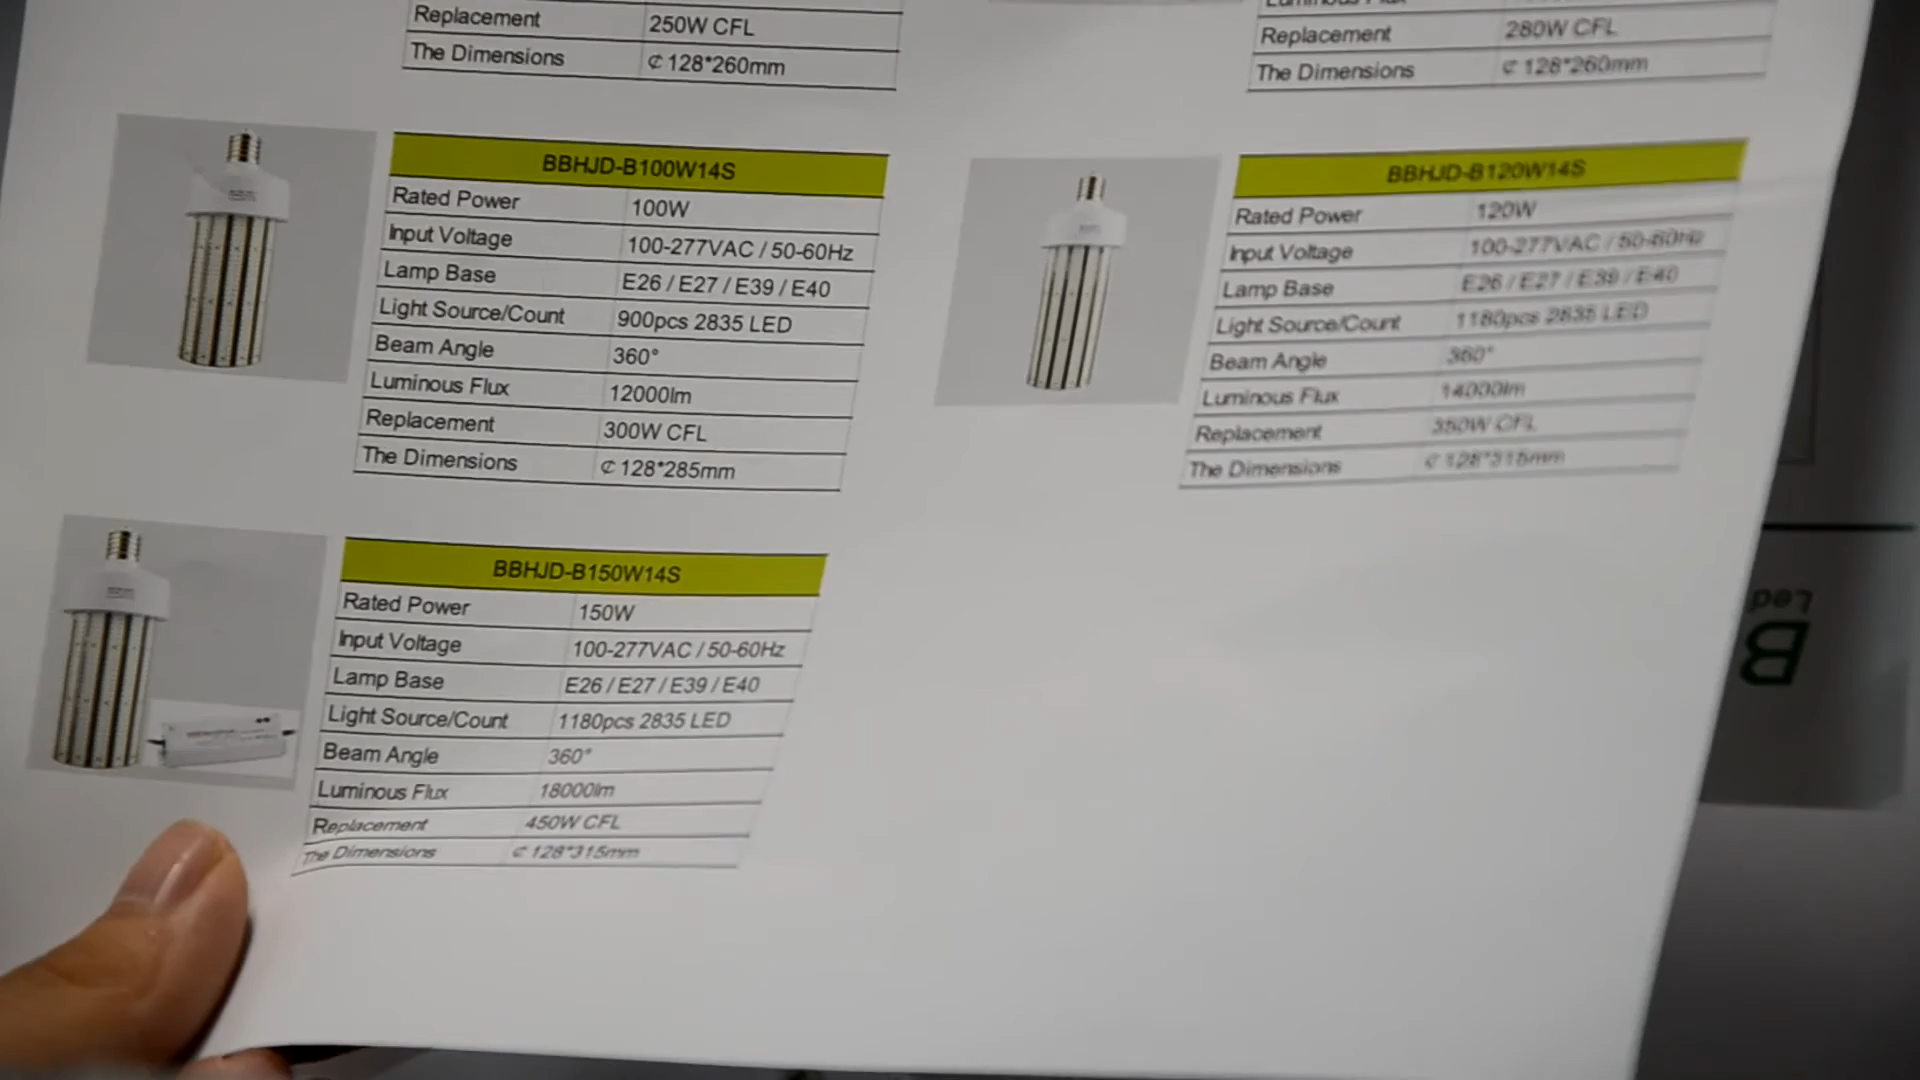 Replacement 250W CFL
The Dimensions ₵ 128*260mm
Luminous Flux
Replacement 280W CFL
The Dimensions ₵ 128*260mm
BBHJD-B100W14S
Rated Power 100W
Input Voltage 100-277VAC / 50-60Hz
Lamp Base E26 / E27 / E39 / E40
Light Source/Count 900pcs 2835 LED
Beam Angle 360°
Luminous Flux 12000lm
Replacement 300W CFL
The Dimensions ₵ 128*285mm
BBHJD-B120W14S
Rated Power 120W
Input Voltage 100-277VAC / 50-60Hz
Lamp Base E26 / E27 / E39 / E40
Light Source/Count 1180pcs 2835 LED
Beam Angle 360°
Luminous Flux 14000lm
Replacement 350W CFL
The Dimensions ₵ 128*315mm
BBHJD-B150W14S
Rated Power 150W
Input Voltage 100-277VAC / 50-60Hz
Lamp Base E26 / E27 / E39 / E40
Light Source/Count 1180pcs 2835 LED
Beam Angle 360°
Luminous Flux 18000lm
Replacement 450W CFL
The Dimensions ₵ 128*315mm
Led
B